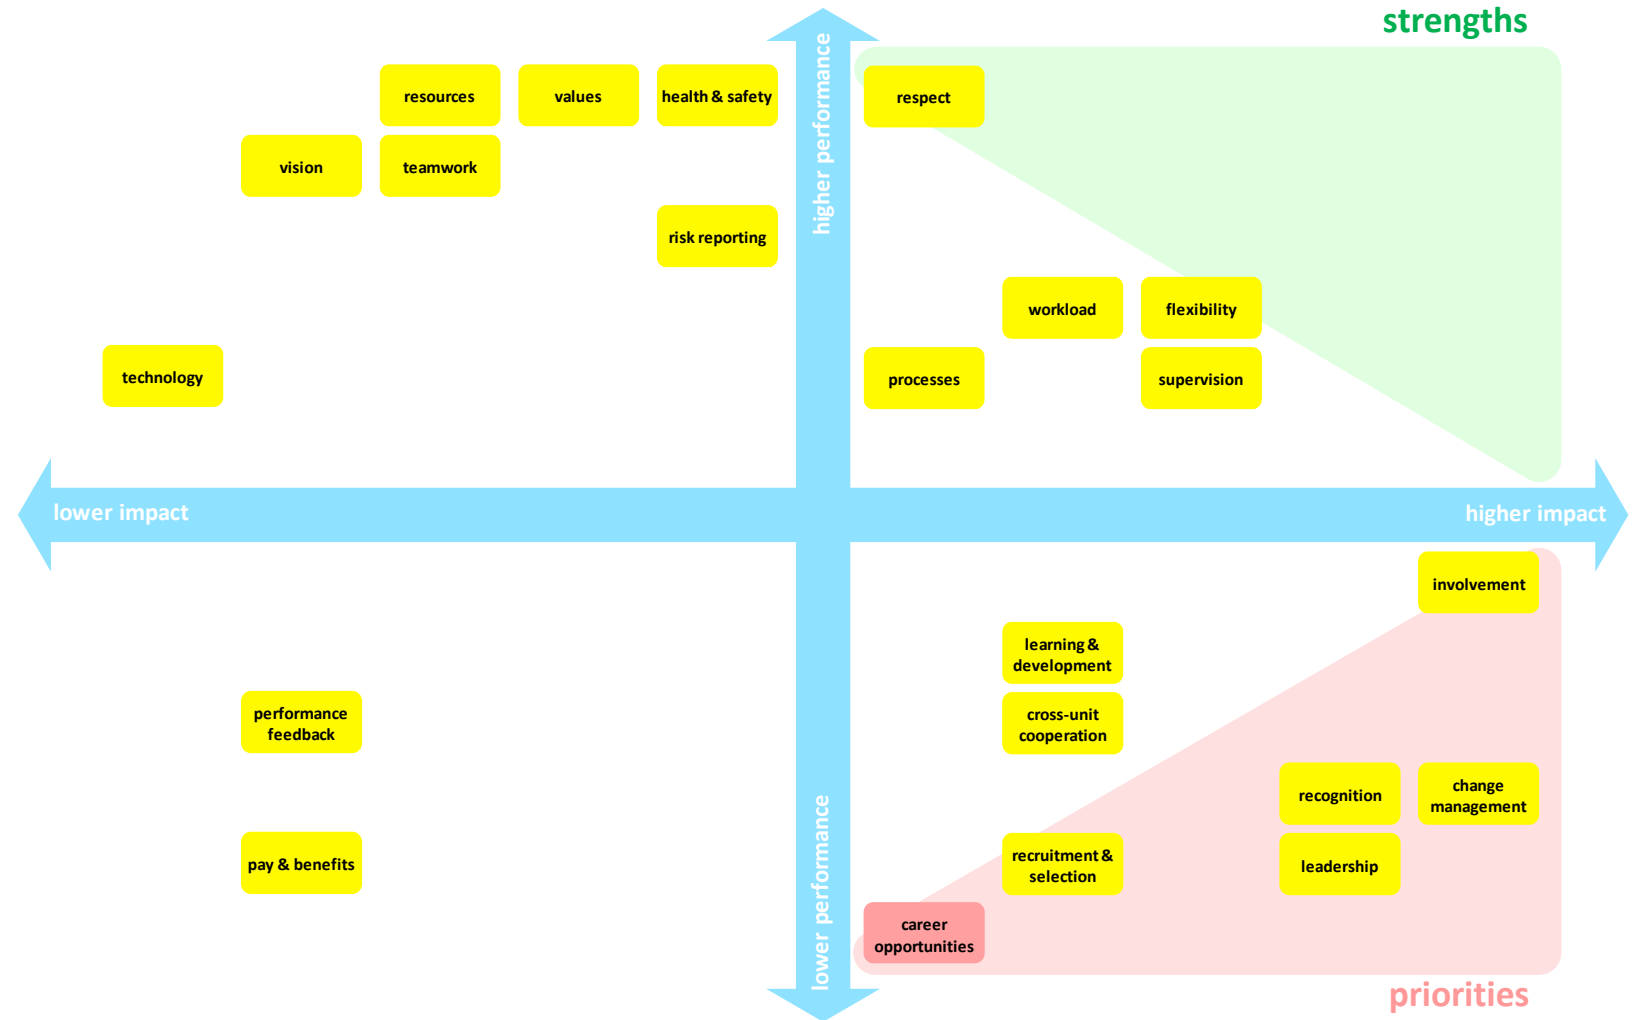 strengths
higher performance
resources
values
health & safety
respect
vision
teamwork
risk reporting
workload
flexibility
technology
processes
supervision
lower impact
higher impact
involvement
learning &
development
performance
feedback
cross-unit
cooperation
recognition
change
management
lower performance
pay & benefits
recruitment &
selection
leadership
career
opportunities
priorities